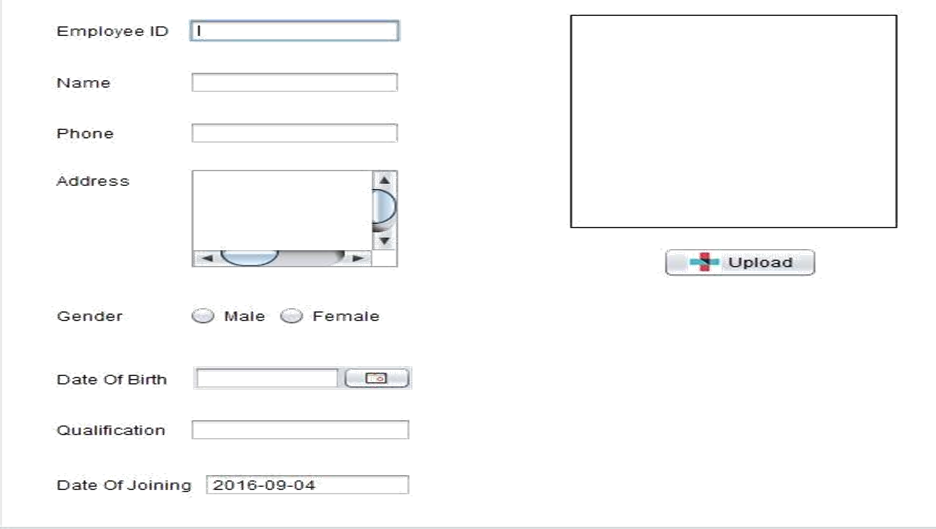 Employee ID
Name
Phone
Address
Upload
Gender Male Female
Date Of Birth
Qualification
Date Of Joining 2016-09-04